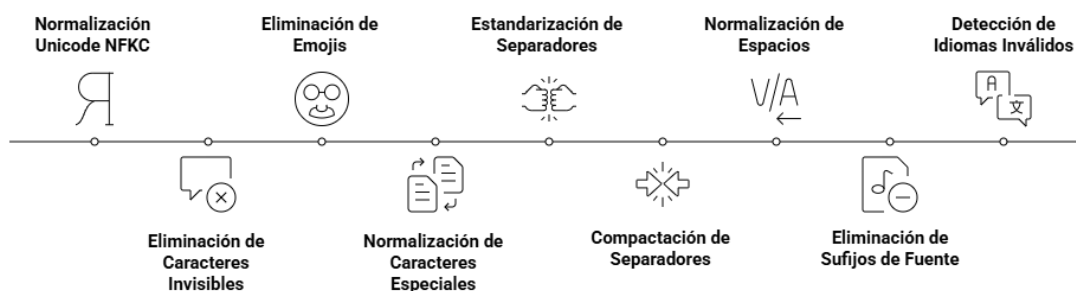 Normalización
Unicode NFKC
Eliminación de
Caracteres
Invisibles
Eliminación de
Emojis
Normalización de
Caracteres
Especiales
Estandarización de
Separadores
Compactación de
Separadores
Normalización de
Espacios
V/A
Eliminación de
Sufijos de Fuente
Detección de
Idiomas Inválidos
A
文